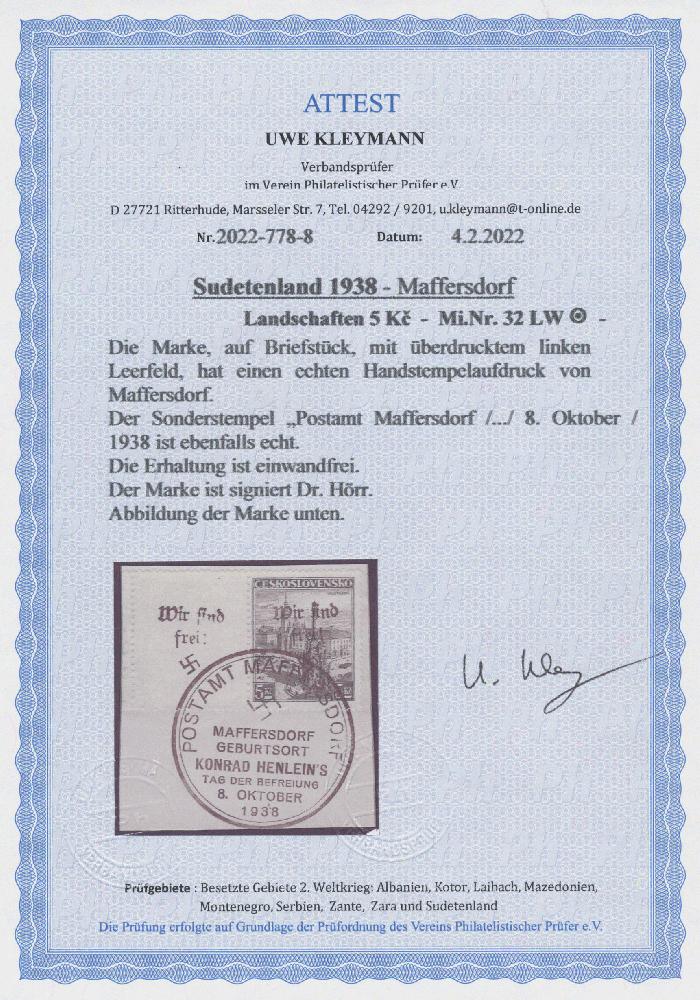 ATTEST
UWE KLEYMANN
Verbandsprüfer
im Verein Philatelistischer Prüfer e.V.
D 27721 Ritterhude, Marsseler Str. 7, Tel. 04292 / 9201, u.kleymann@t-online.de
Nr.2022-778-8 Datum: 4.2.2022
Sudetenland 1938 - Maffersdorf
Landschaften 5 Kč - Mi.Nr. 32 LW ⊙ -
Die Marke, auf Briefstück, mit überdrucktem linken
Leerfeld, hat einen echten Handstempelaufdruck von
Maffersdorf.
Der Sonderstempel „Postamt Maffersdorf /.../ 8. Oktober /
1938 ist ebenfalls echt.
Die Erhaltung ist einwandfrei.
Der Marke ist signiert Dr. Hörr.
Abbildung der Marke unten.
ČESKOSLOVENSKO
Wir sind
frei!
Wir sind
frei!
POSTAMT MAFFERSDORF
MAFFERSDORF
GEBURTSORT
KONRAD HENLEIN'S
TAG DER BEFREIUNG
8. OKTOBER
1938
Prüfgebiete : Besetzte Gebiete 2. Weltkrieg: Albanien, Kotor, Laibach, Mazedonien,
Montenegro, Serbien, Zante, Zara und Sudetenland
Die Prüfung erfolgte auf Grundlage der Prüfordnung des Vereins Philatelistischer Prüfer e.V.